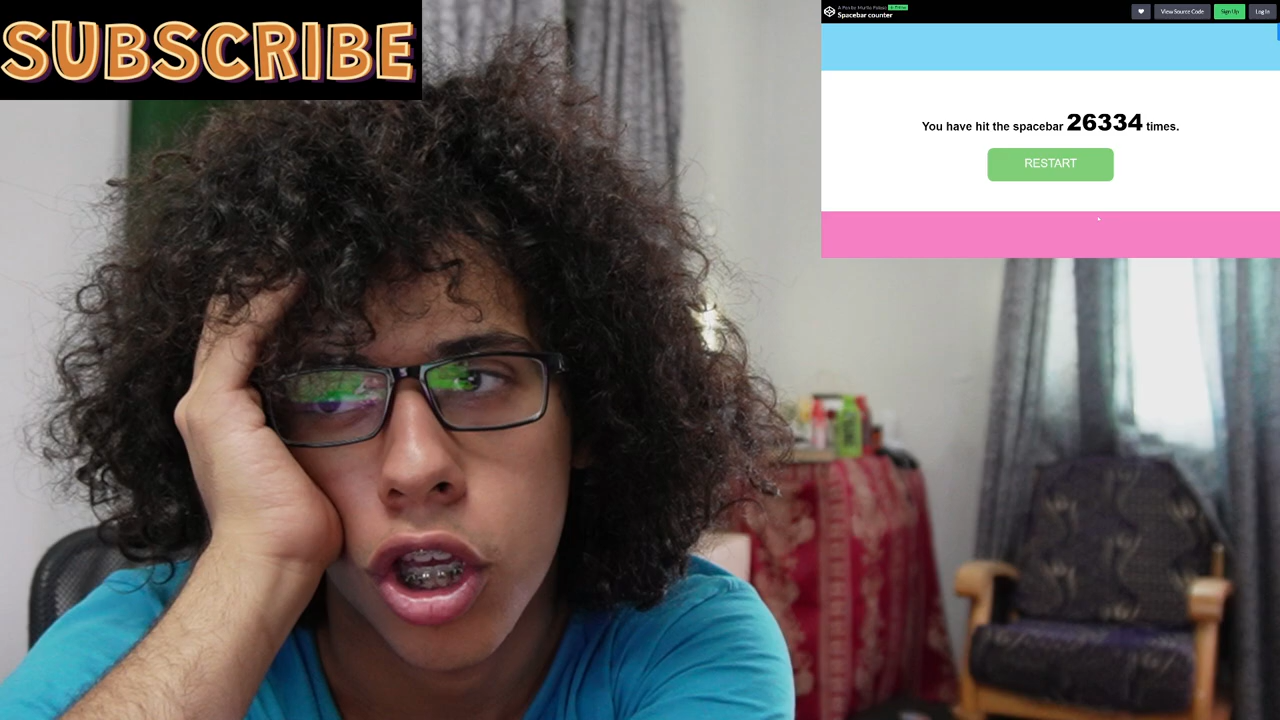 SUBSCRIBE
Spacebar counter
View Source Code
Sign Up
Log In
You have hit the spacebar 26334 times.
RESTART